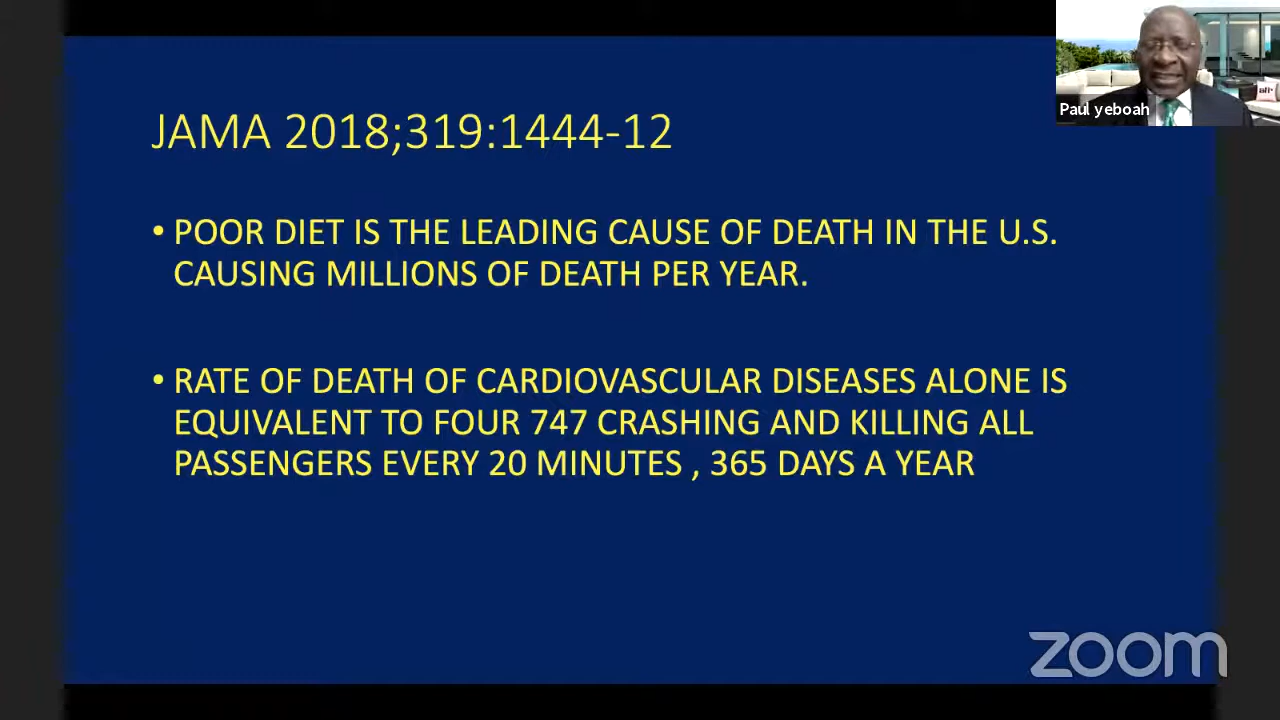 JAMA 2018;319:1444-12
• POOR DIET IS THE LEADING CAUSE OF DEATH IN THE U.S.
CAUSING MILLIONS OF DEATH PER YEAR.
• RATE OF DEATH OF CARDIOVASCULAR DISEASES ALONE IS
EQUIVALENT TO FOUR 747 CRASHING AND KILLING ALL
PASSENGERS EVERY 20 MINUTES , 365 DAYS A YEAR
Paul yeboah
zoom